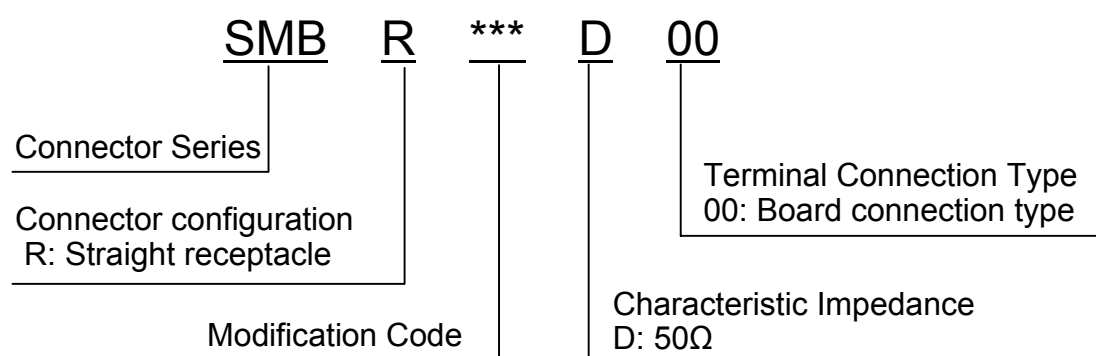 SMB R *** D 00
Connector Series
Terminal Connection Type
00: Board connection type
Connector configuration
R: Straight receptacle
Characteristic Impedance
D: 50Ω
Modification Code